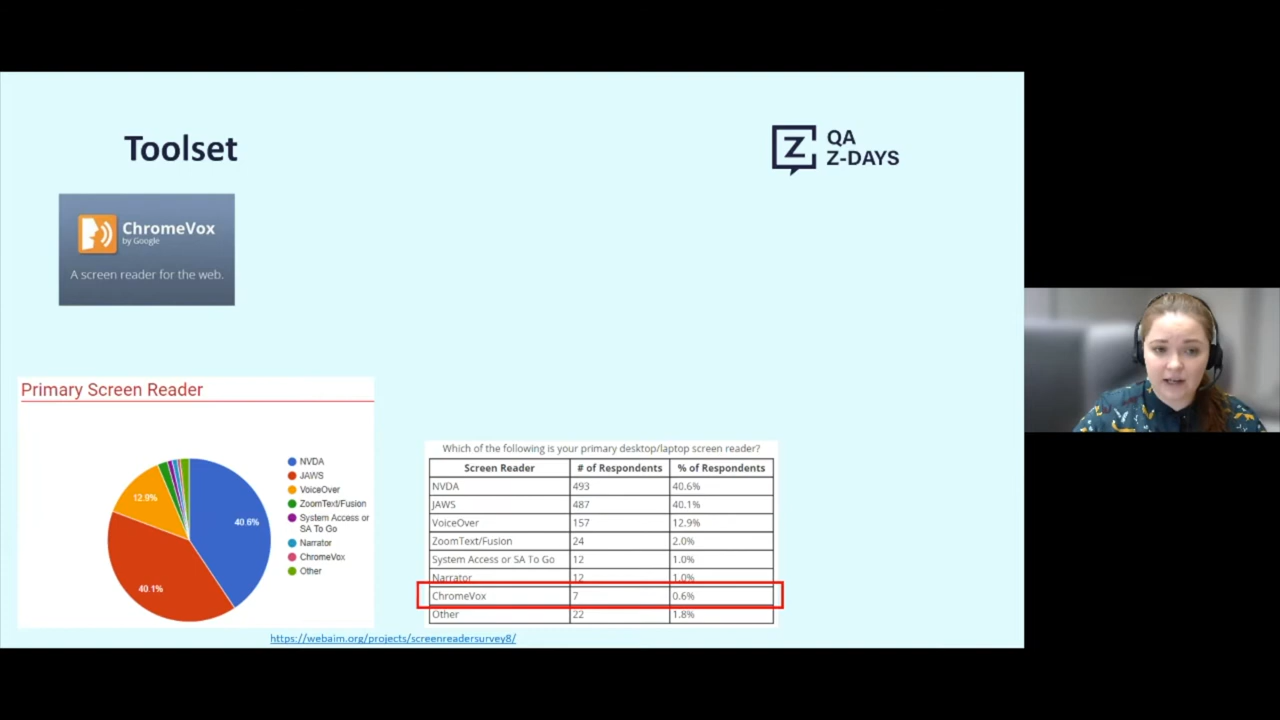 Toolset
QA
Z-DAYS
ChromeVox
by Google
A screen reader for the web.
Primary Screen Reader
NVDA
JAWS
VoiceOver
ZoomText/Fusion
System Access or
SA To Go
Narrator
ChromeVox
Other
12.9%
40.6%
40.1%
Which of the following is your primary desktop/laptop screen reader?
Screen Reader # of Respondents % of Respondents
NVDA 493 40.6%
JAWS 487 40.1%
VoiceOver 157 12.9%
ZoomText/Fusion 24 2.0%
System Access or SA To Go 12 1.0%
Narrator 12 1.0%
ChromeVox 7 0.6%
Other 22 1.8%
https://webaim.org/projects/screenreadersurvey8/